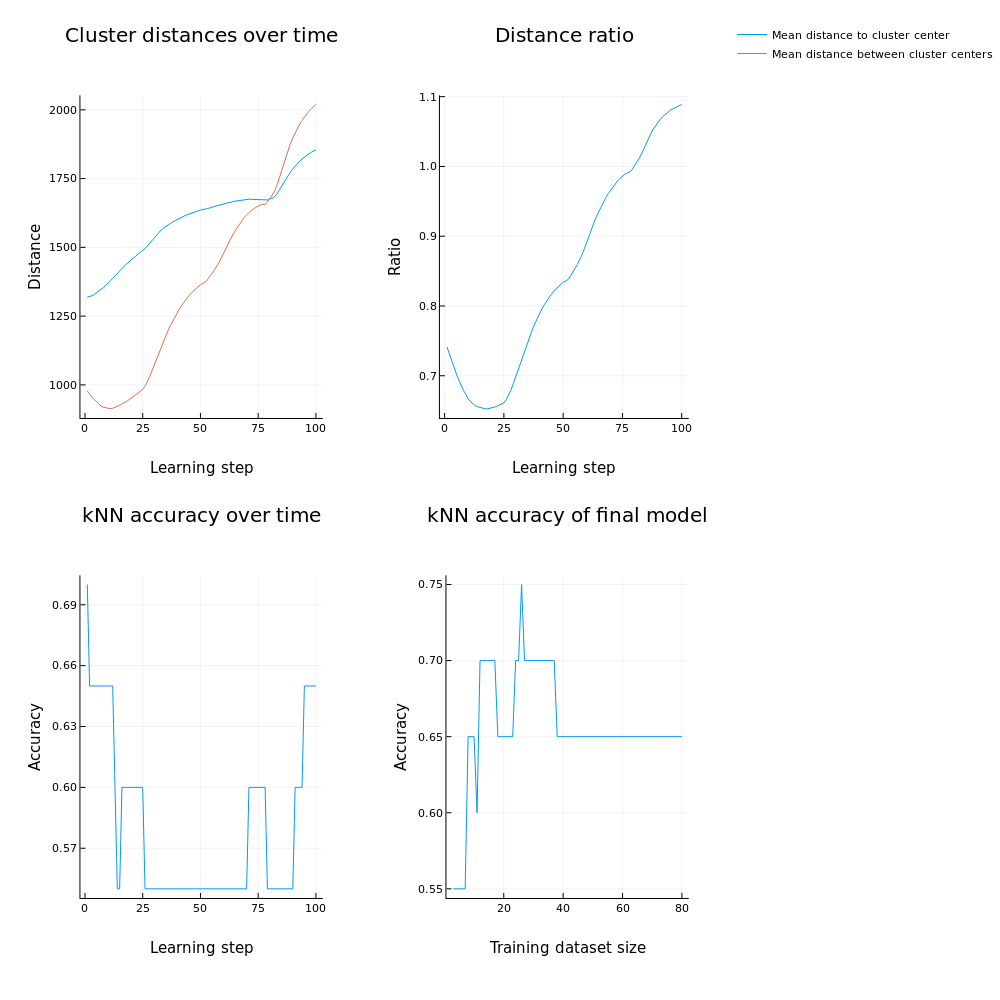 Cluster distances over time
Distance ratio
Mean distance to cluster center
Mean distance between cluster centers
2000
1750
1500
1250
1000
Distance
0 25 50 75 100
Learning step
1.1
1.0
0.9
0.8
0.7
Ratio
0 25 50 75 100
Learning step
kNN accuracy over time
0.69
0.66
0.63
0.60
0.57
Accuracy
0 25 50 75 100
Learning step
kNN accuracy of final model
0.75
0.70
0.65
0.60
0.55
Accuracy
20 40 60 80
Training dataset size